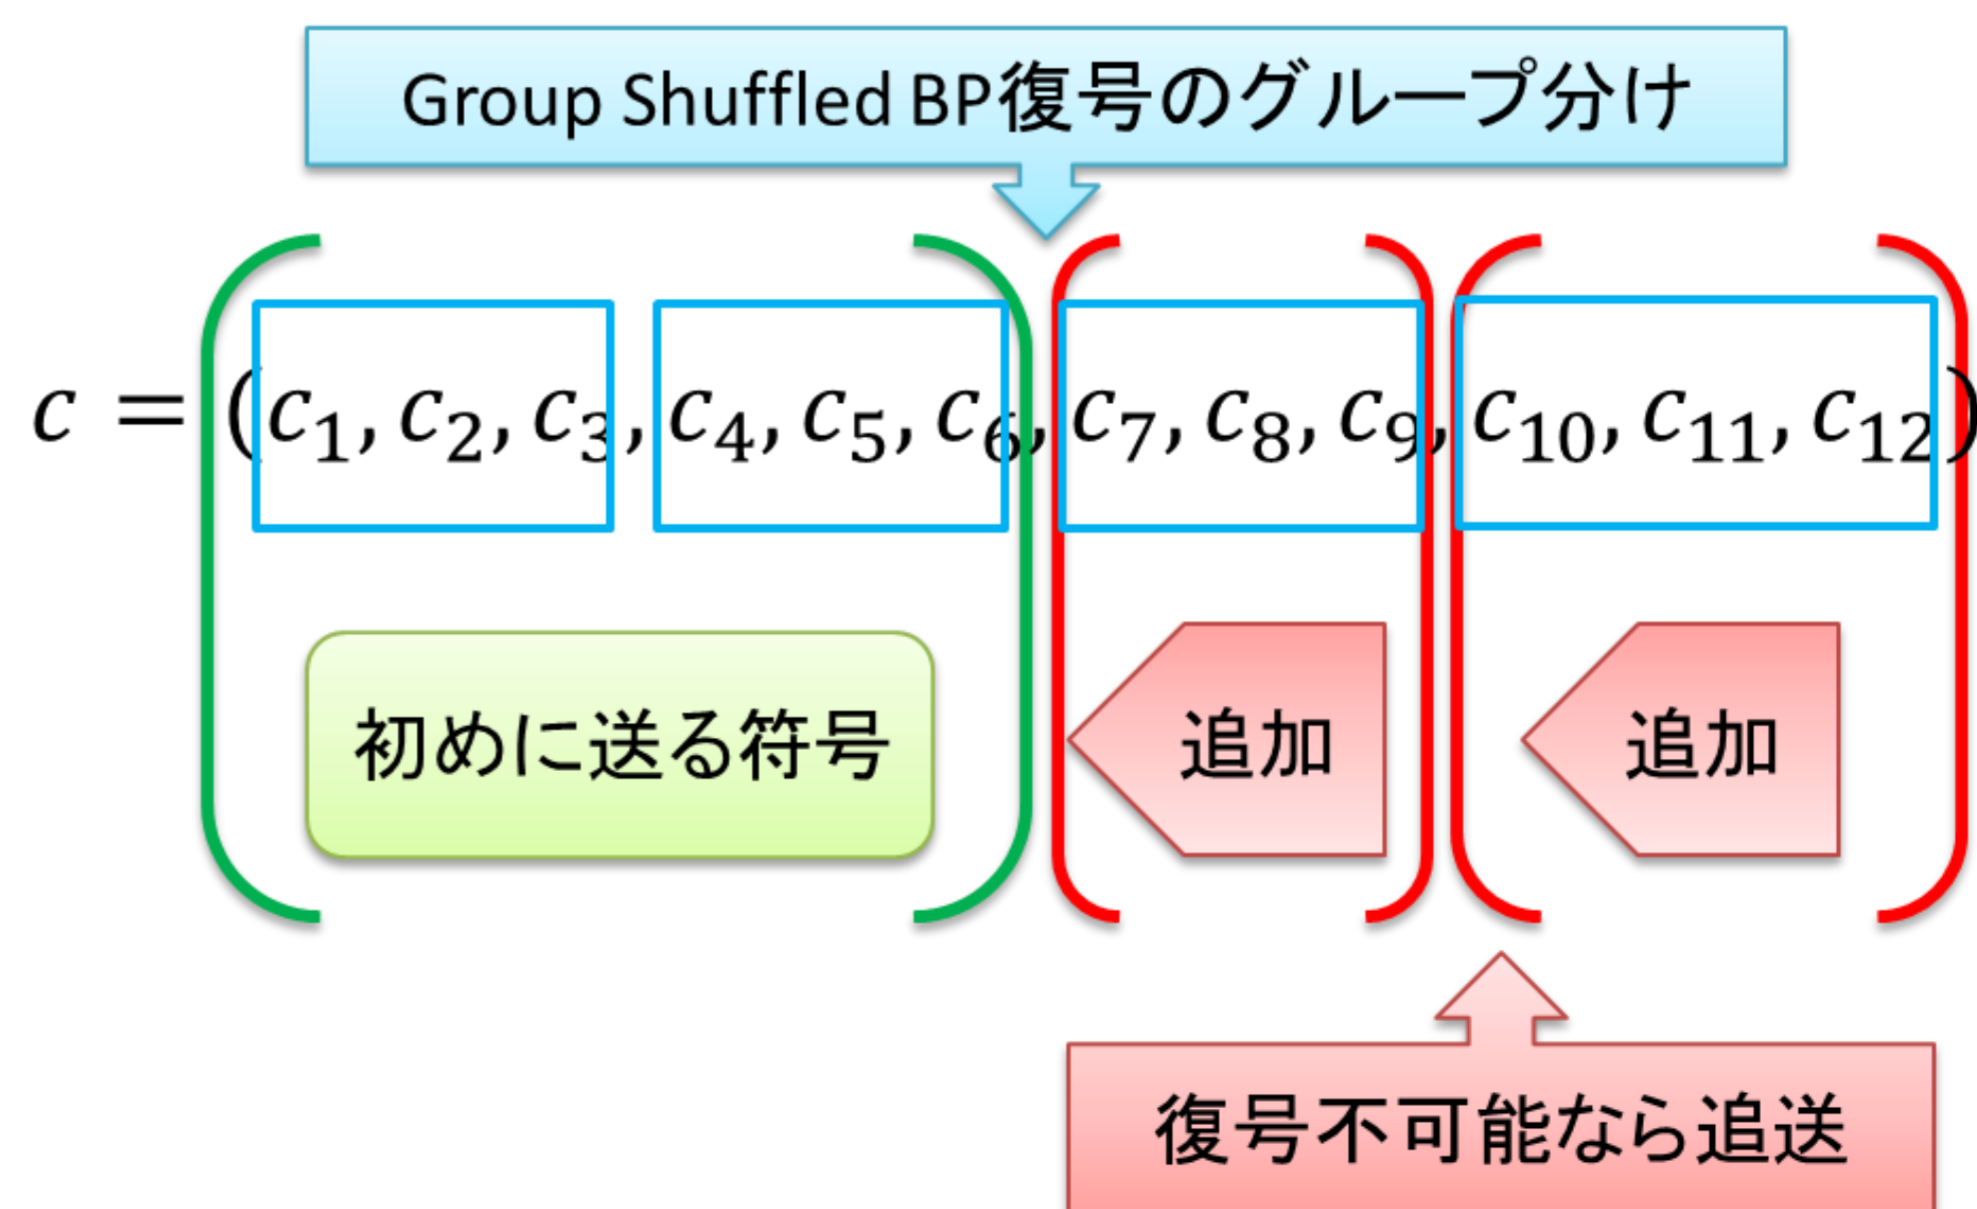 Group Shuffled BP復号のグループ分け
c = (c₁, c₂, c₃, c₄, c₅, c₆, c₇, c₈, c₉, c₁₀, c₁₁, c₁₂)
初めに送る符号
追加
追加
復号不可能なら追送